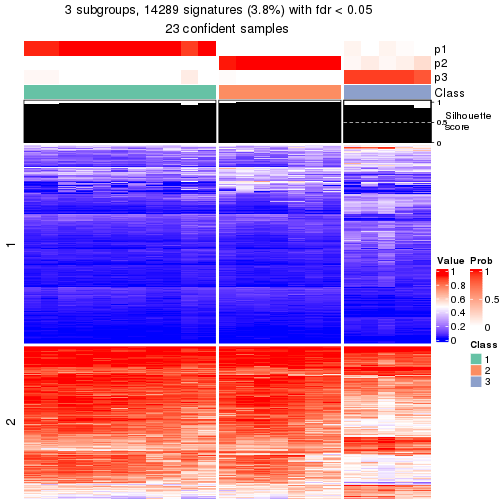 3 subgroups, 14289 signatures (3.8%) with fdr < 0.05
23 confident samples
p1
p2
p3
Class
1
0.5
0
Silhouette
score
1
2
Value
1
0.8
0.6
0.4
0.2
0
Prob
1
0.5
0
Class
1
2
3